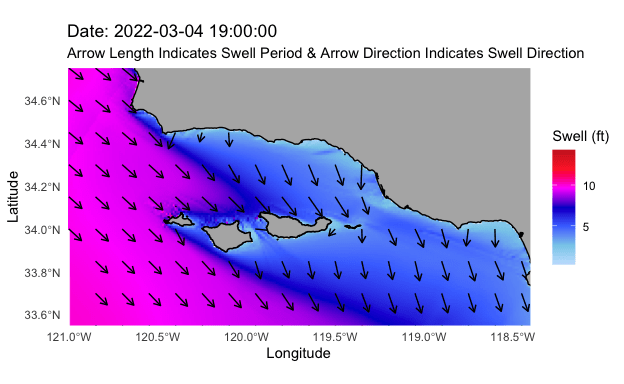 Date: 2022-03-04 19:00:00
Arrow Length Indicates Swell Period & Arrow Direction Indicates Swell Direction
34.6°N
34.4°N
34.2°N
34.0°N
33.8°N
33.6°N
Latitude
121.0°W 120.5°W 120.0°W 119.5°W 119.0°W 118.5°W
Longitude
Swell (ft)
10
5